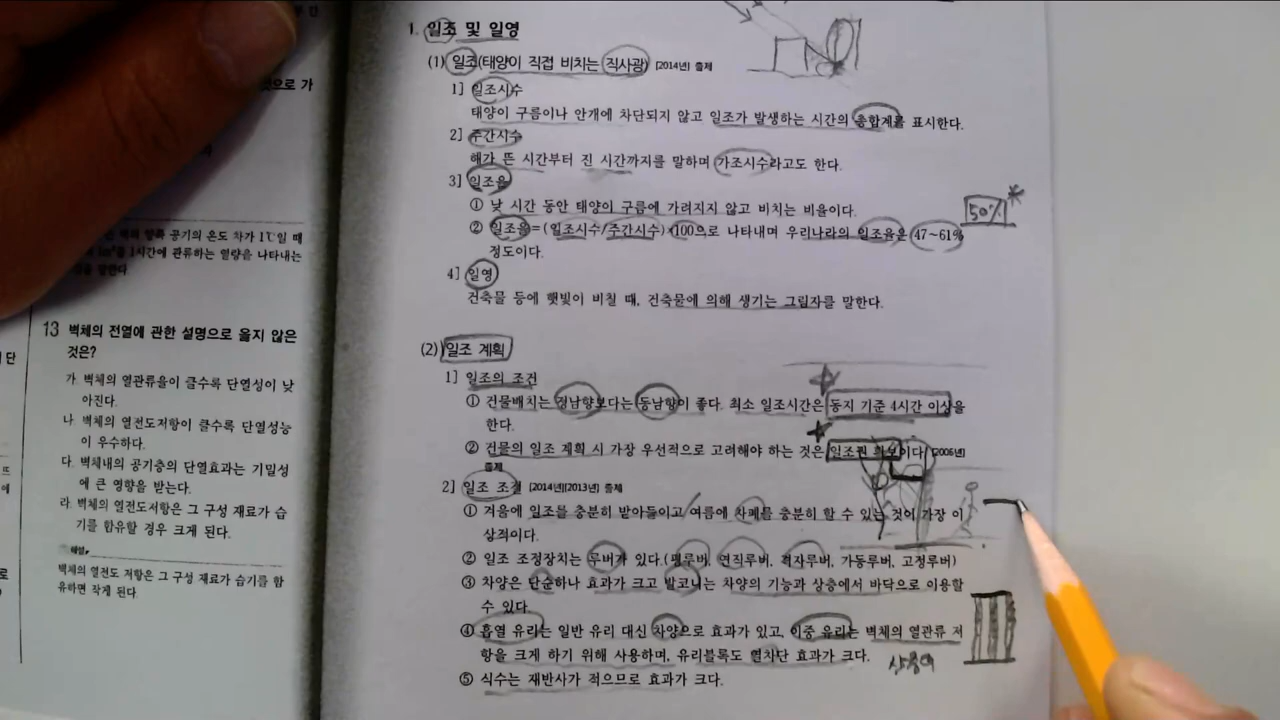 것으로 가
공기의 온도 차가 1℃일 때
1시간에 관류하는 열량을 나타내는
13 벽체의 전열에 관한 설명으로 옳지 않은
것은?
가. 벽체의 열관류율이 클수록 단열성이 낮
아진다.
나. 벽체의 열전도저항이 클수록 단열성능
이 우수하다.
다. 벽체내의 공기층의 단열효과는 기밀성
에 큰 영향을 받는다.
라. 벽체의 열전도저항은 그 구성 재료가 습
기를 함유할 경우 크게 된다.
해설
벽체의 열전도 저항은 그 구성 재료가 습기를 함
유하면 작게 된다.
1. 일조 및 일영
(1) 일조(태양이 직접 비치는 직사광) [2014년] 출제
1] 일조시수
태양이 구름이나 안개에 차단되지 않고 일조가 발생하는 시간의 총합계를 표시한다.
2] 주간시수
해가 뜬 시간부터 진 시간까지를 말하며 가조시수라고도 한다.
3] 일조율
① 낮 시간 동안 태양이 구름에 가려지지 않고 비치는 비율이다.
② 일조율=(일조시수/주간시수)×100으로 나타내며 우리나라의 일조율은 47~61%
정도이다.
50%
4] 일영
건축물 등에 햇빛이 비칠 때, 건축물에 의해 생기는 그림자를 말한다.
(2) 일조 계획
1] 일조의 조건
① 건물배치는 정남향보다는 동남향이 좋다. 최소 일조시간은 동지 기준 4시간 이상을
한다.
② 건물의 일조 계획 시 가장 우선적으로 고려해야 하는 것은 일조권 확보이다. [2006년]
출제
2] 일조 조절 [2014년][2013년] 출제
① 겨울에 일조를 충분히 받아들이고 여름에 차폐를 충분히 할 수 있는 것이 가장 이
상적이다.
② 일조 조정장치는 루버가 있다.(평루버, 연직루버, 격자루버, 가동루버, 고정루버)
③ 차양은 단순하나 효과가 크고 발코니는 차양의 기능과 상층에서 바닥으로 이용할
수 있다.
④ 흡열 유리는 일반 유리 대신 차양으로 효과가 있고, 이중 유리는 벽체의 열관류 저
항을 크게 하기 위해 사용하며, 유리블록도 열차단 효과가 크다.
⑤ 식수는 재반사가 적으므로 효과가 크다.